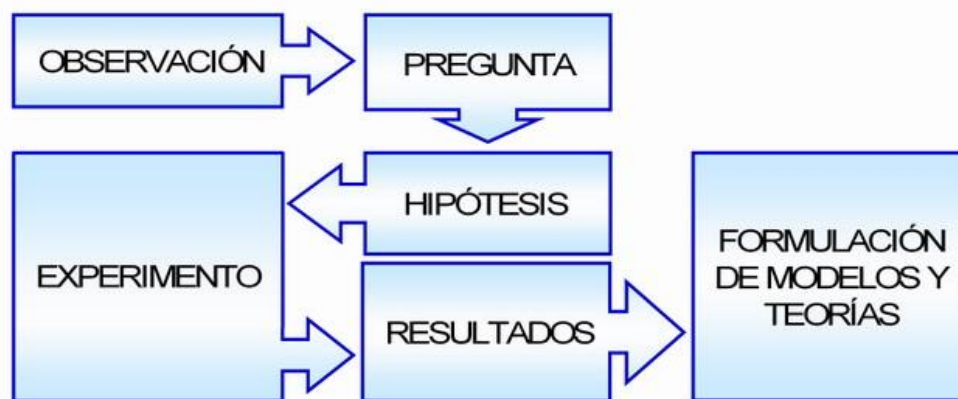 OBSERVACIÓN
PREGUNTA
HIPÓTESIS
EXPERIMENTO
RESULTADOS
FORMULACIÓN
DE MODELOS Y
TEORÍAS